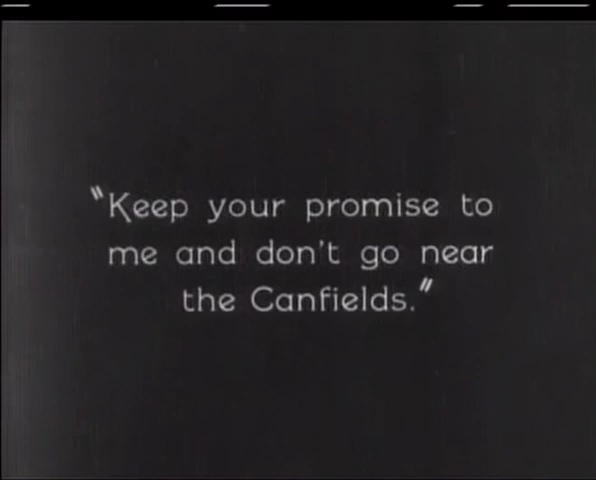 "Keep your promise to
me and don't go near
the Canfields."